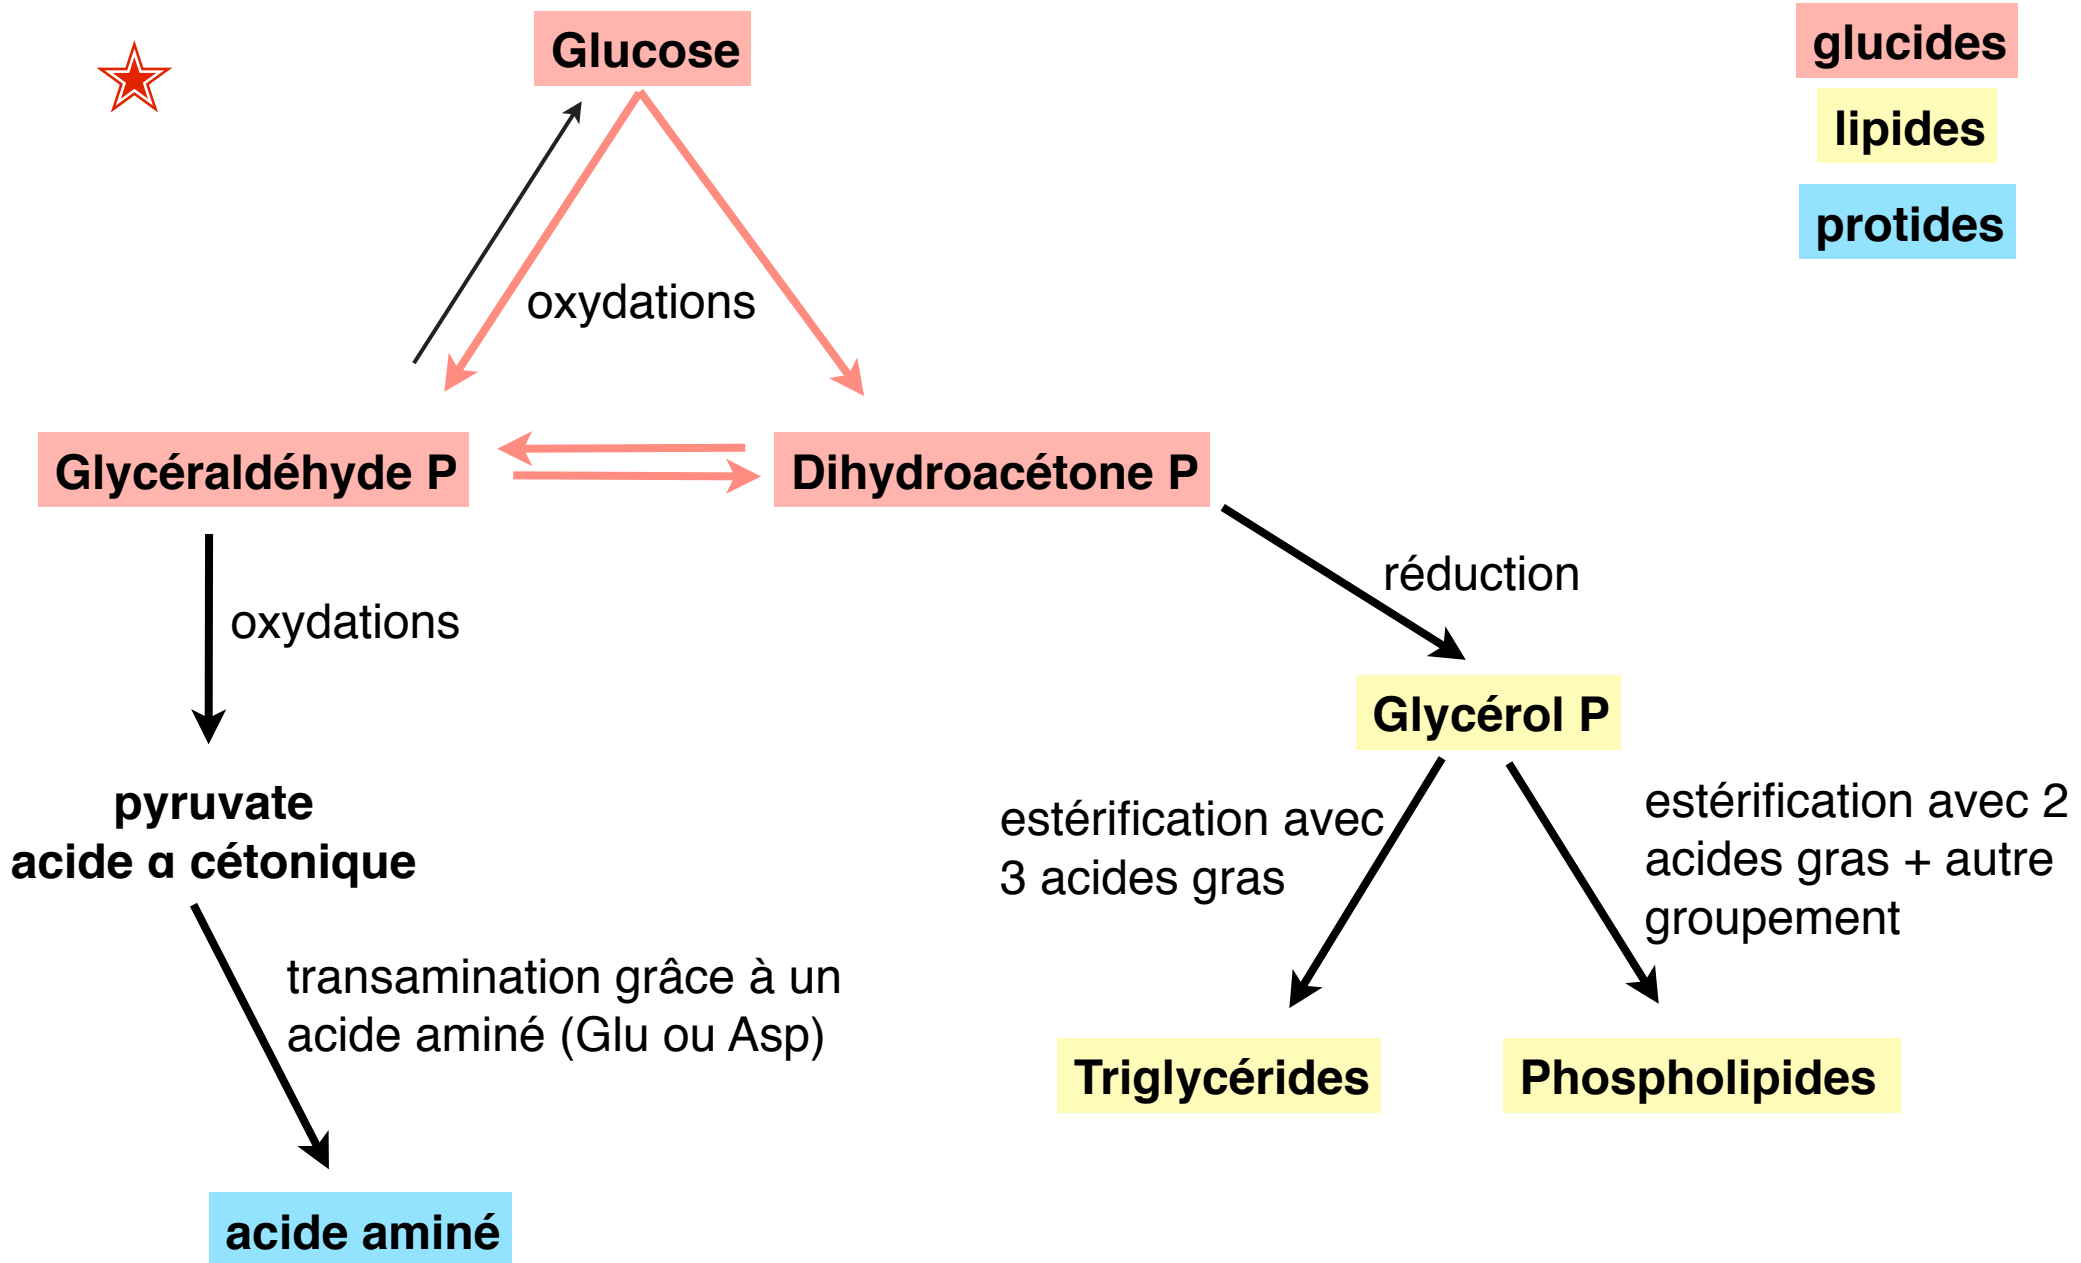 Glucose
glucides
lipides
protides
oxydations
Glycéraldéhyde P
Dihydroacétone P
réduction
oxydations
Glycérol P
pyruvate
acide α cétonique
estérification avec
3 acides gras
estérification avec 2
acides gras + autre
groupement
transamination grâce à un
acide aminé (Glu ou Asp)
Triglycérides
Phospholipides
acide aminé